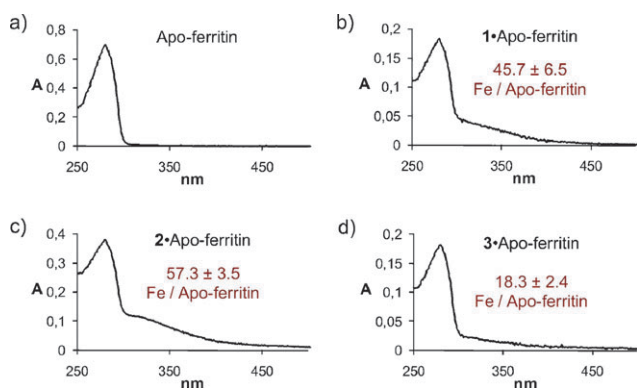 a)
Apo-ferritin
A
0,8
0,6
0,4
0,2
0
250 350 450
nm
b)
1•Apo-ferritin
45.7 ± 6.5
Fe / Apo-ferritin
A
0,2
0,15
0,1
0,05
0
250 350 450
nm
c)
2•Apo-ferritin
57.3 ± 3.5
Fe / Apo-ferritin
A
0,4
0,3
0,2
0,1
0
250 350 450
nm
d)
3•Apo-ferritin
18.3 ± 2.4
Fe / Apo-ferritin
A
0,2
0,15
0,1
0,05
0
250 350 450
nm